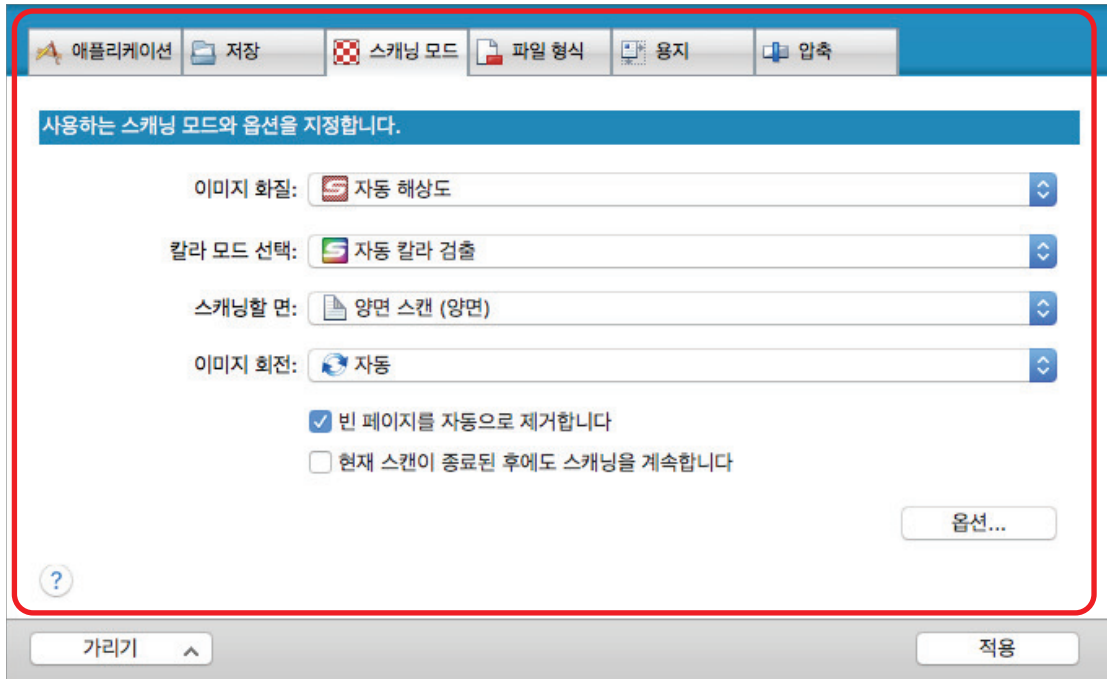 애플리케이션 저장 스캐닝 모드 파일 형식 용지 압축
사용하는 스캐닝 모드와 옵션을 지정합니다.
이미지 화질: 자동 해상도
칼라 모드 선택: 자동 칼라 검출
스캐닝할 면: 양면 스캔 (양면)
이미지 회전: 자동
빈 페이지를 자동으로 제거합니다
현재 스캔이 종료된 후에도 스캐닝을 계속합니다
옵션...
?
가리기 적용